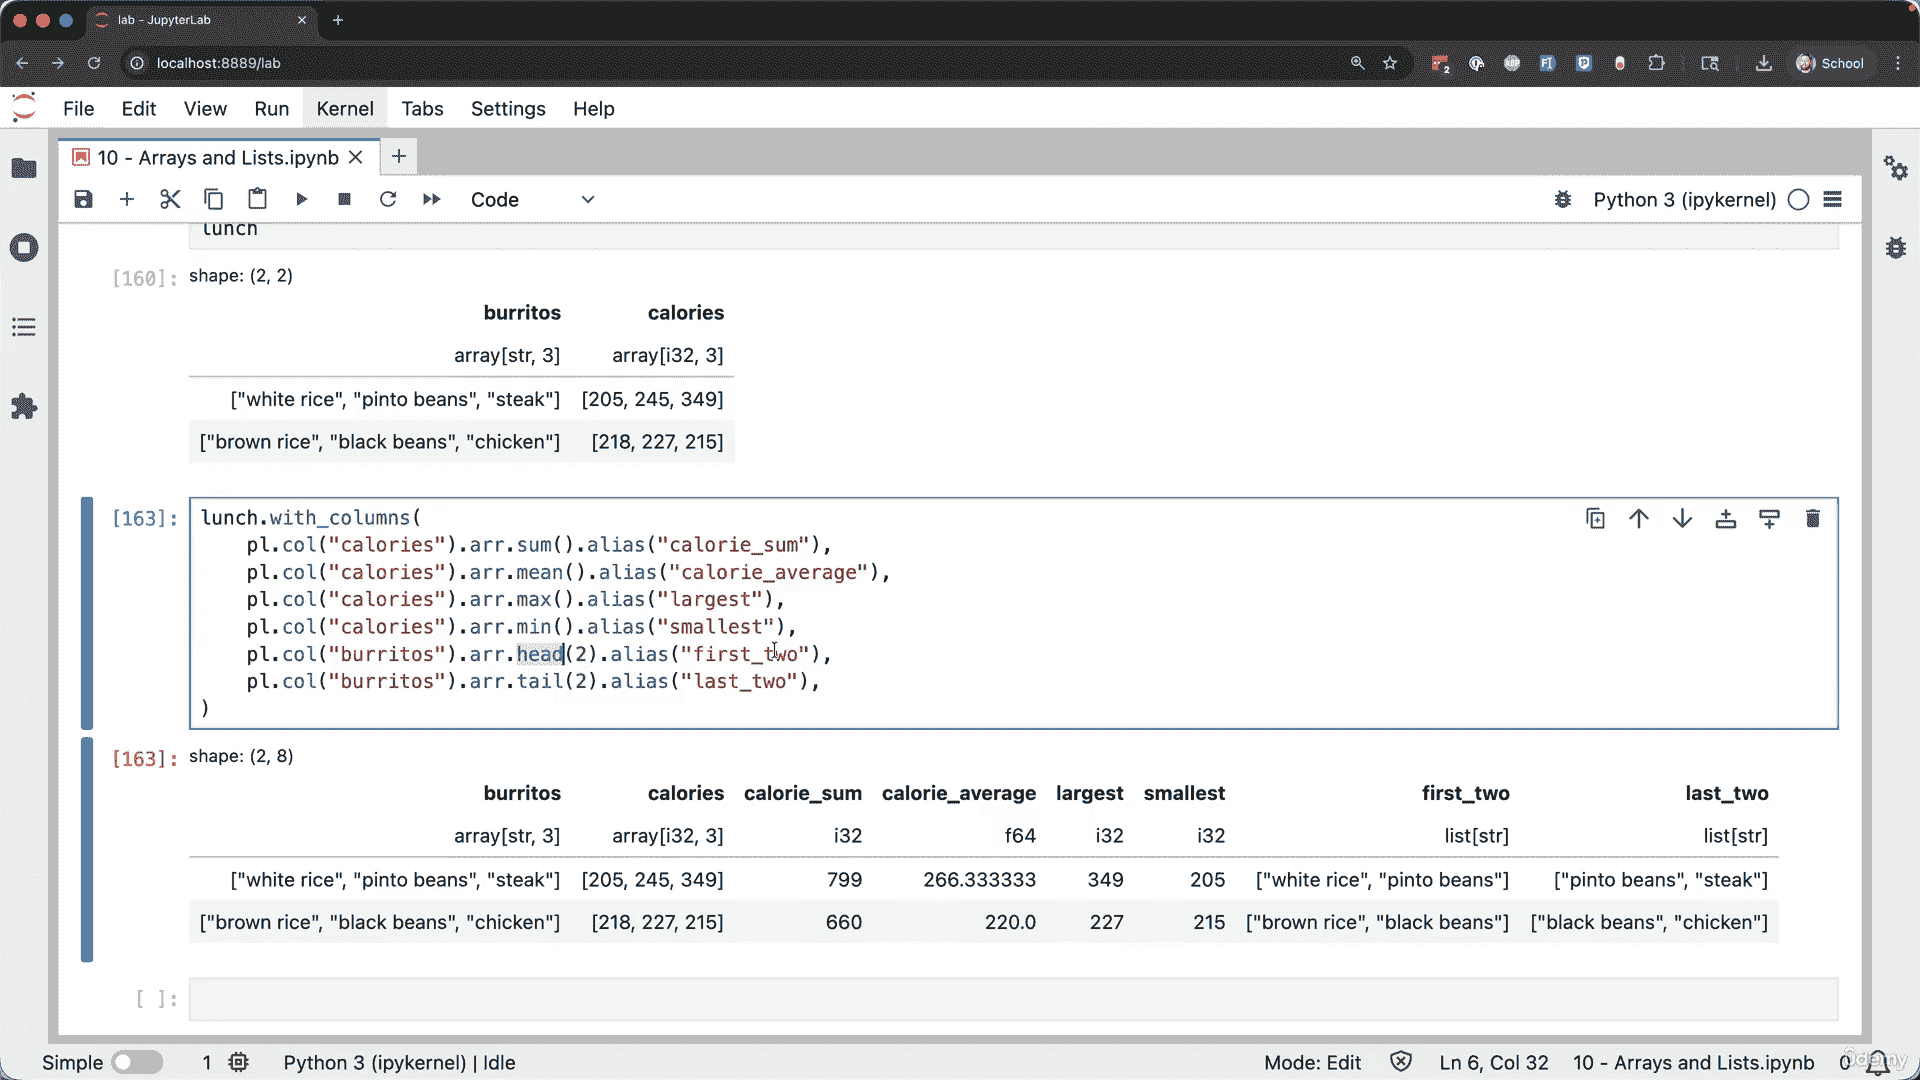 lab - JupyterLab
localhost:8889/lab
2
School
File Edit View Run Kernel Tabs Settings Help
10 - Arrays and Lists.ipynb
Code
Python 3 (ipykernel)
lunch
[160]: shape: (2, 2)
burritos calories
array[str, 3] array[i32, 3]
["white rice", "pinto beans", "steak"] [205, 245, 349]
["brown rice", "black beans", "chicken"] [218, 227, 215]
[163]: lunch.with_columns(
pl.col("calories").arr.sum().alias("calorie_sum"),
pl.col("calories").arr.mean().alias("calorie_average"),
pl.col("calories").arr.max().alias("largest"),
pl.col("calories").arr.min().alias("smallest"),
pl.col("burritos").arr.head(2).alias("first_two"),
pl.col("burritos").arr.tail(2).alias("last_two"),
)
[163]: shape: (2, 8)
burritos calories calorie_sum calorie_average largest smallest first_two last_two
array[str, 3] array[i32, 3] i32 f64 i32 i32 list[str] list[str]
["white rice", "pinto beans", "steak"] [205, 245, 349] 799 266.333333 349 205 ["white rice", "pinto beans"] ["pinto beans", "steak"]
["brown rice", "black beans", "chicken"] [218, 227, 215] 660 220.0 227 215 ["brown rice", "black beans"] ["black beans", "chicken"]
[ ]:
Simple 1 Python 3 (ipykernel) | Idle Mode: Edit Ln 6, Col 32 10 - Arrays and Lists.ipynb 0